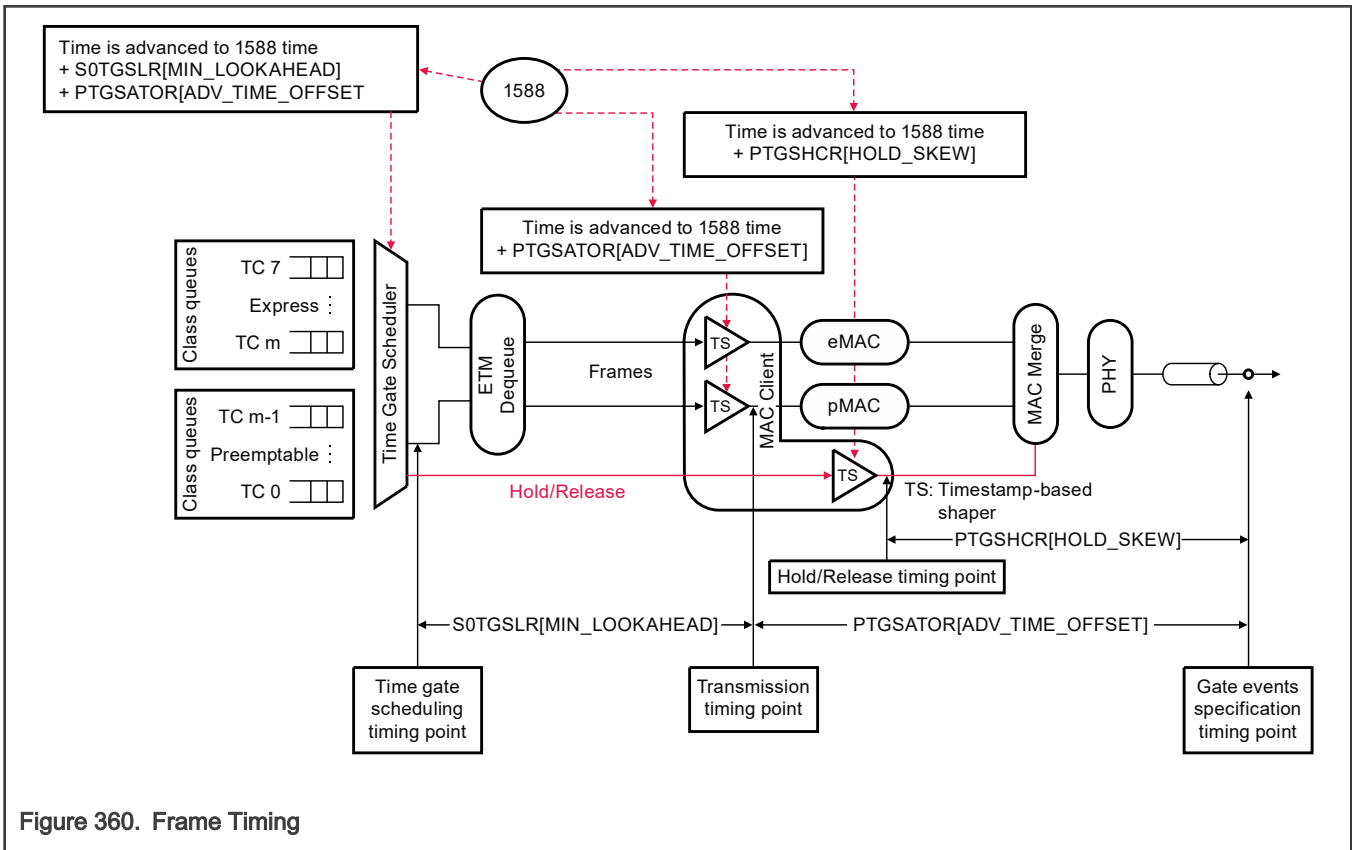 Time is advanced to 1588 time
+ S0TGSLR[MIN_LOOKAHEAD]
+ PTGSATOR[ADV_TIME_OFFSET
1588
Time is advanced to 1588 time
+ PTGSHCR[HOLD_SKEW]
Time is advanced to 1588 time
+ PTGSATOR[ADV_TIME_OFFSET]
Class queues
TC 7
Express
TC m
Class queues
TC m-1
Preemptable
TC 0
Time Gate Scheduler
ETM
Dequeue
Frames
Hold/Release
TS
TS
TS
MAC Client
eMAC
pMAC
MAC Merge
PHY
TS: Timestamp-based
shaper
PTGSHCR[HOLD_SKEW]
Hold/Release timing point
S0TGSLR[MIN_LOOKAHEAD]
PTGSATOR[ADV_TIME_OFFSET]
Time gate
scheduling
timing point
Transmission
timing point
Gate events
specification
timing point
Figure 360. Frame Timing